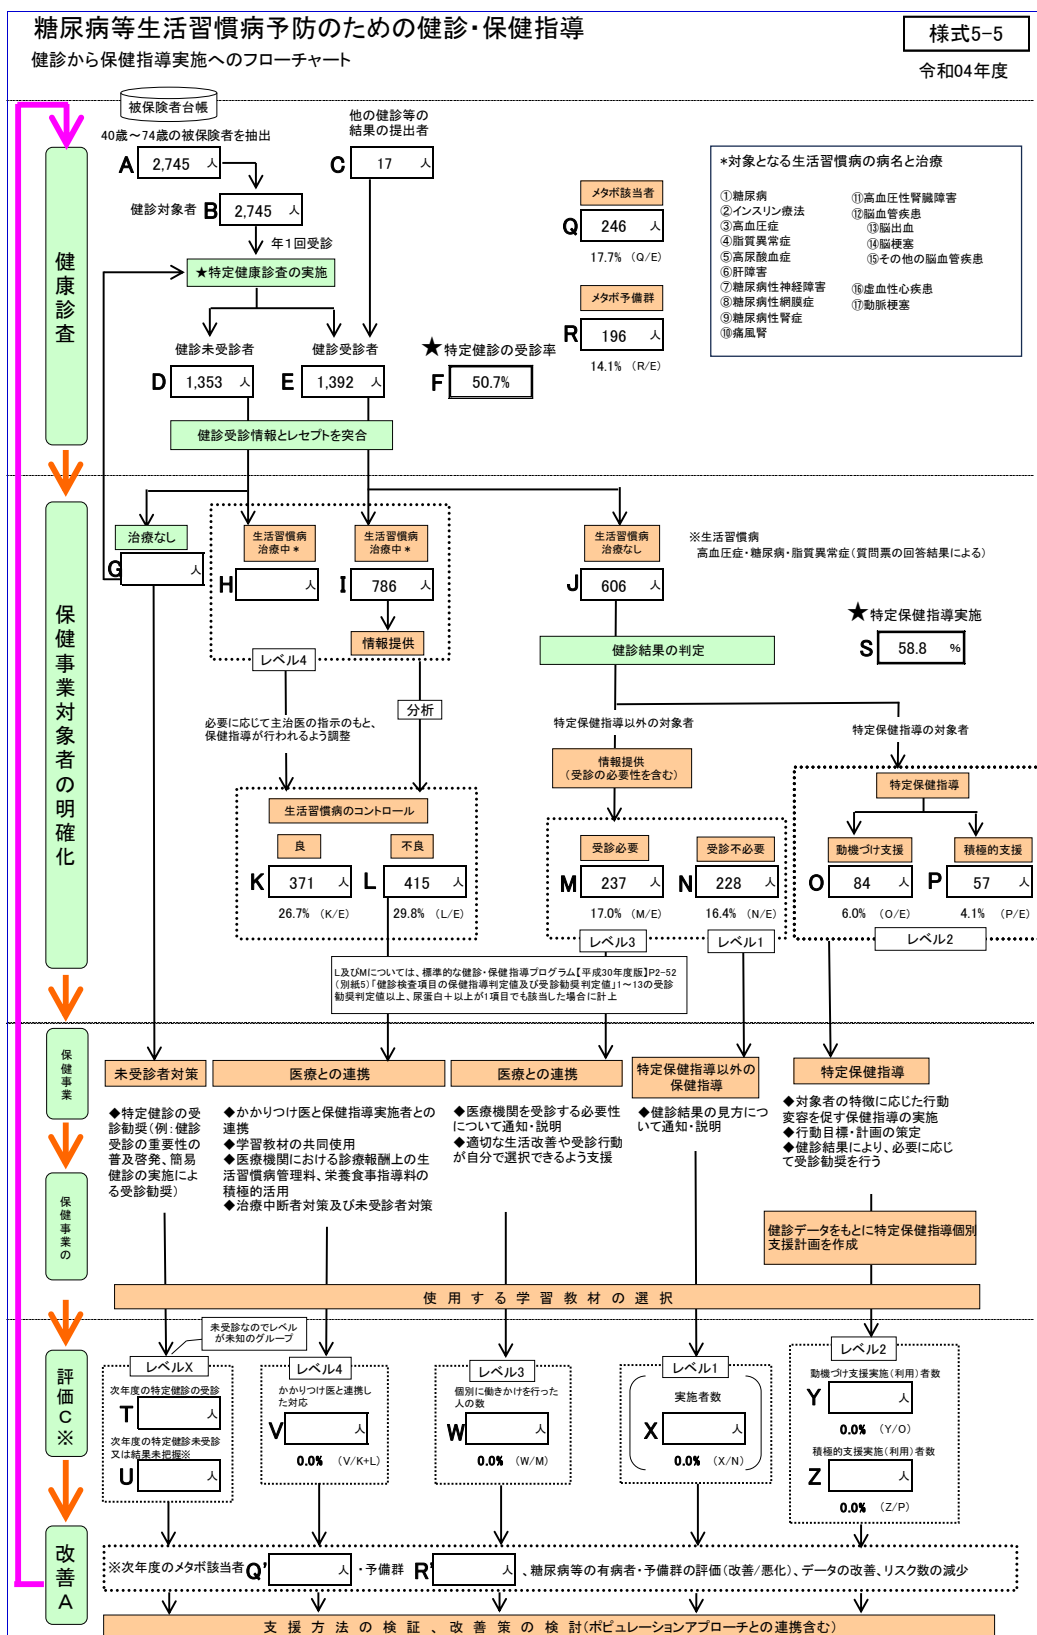 糖尿病等生活習慣病予防のための健診・保健指導
様式5-5
健診から保健指導実施へのフローチャート
令和04年度
被保険者台帳
他の健診等の
結果の提出者
40歳～74歳の被保険者を抽出
A 2,745 人
C 17 人
健診対象者 B 2,745 人
年1回受診
★特定健康診査の実施
健診未受診者
健診受診者
★特定健診の受診率
D 1,353 人
E 1,392 人
F 50.7%
健診受診情報とレセプトを突合
健康診査
メタボ該当者
Q 246 人
17.7% (Q/E)
メタボ予備群
R 196 人
14.1% (R/E)
*対象となる生活習慣病の病名と治療
①糖尿病
②インスリン療法
③高血圧症
④脂質異常症
⑤高尿酸血症
⑥肝障害
⑦糖尿病性神経障害
⑧糖尿病性網膜症
⑨糖尿病性腎症
⑩痛風腎
⑪高血圧性腎臓障害
⑫脳血管疾患
⑬脳出血
⑭脳梗塞
⑮その他の脳血管疾患
⑯虚血性心疾患
⑰動脈梗塞
保健事業対象者の明確化
治療なし
G 人
生活習慣病
治療中＊
H 人
生活習慣病
治療中＊
I 786 人
情報提供
レベル4
生活習慣病
治療なし
J 606 人
※生活習慣病
高血圧症・糖尿病・脂質異常症(質問票の回答結果による)
★特定保健指導実施
S 58.8 %
健診結果の判定
分析
必要に応じて主治医の指示のもと、
保健指導が行われるよう調整
特定保健指導以外の対象者
特定保健指導の対象者
情報提供
(受診の必要性を含む)
生活習慣病のコントロール
良
不良
K 371 人
L 415 人
26.7% (K/E)
29.8% (L/E)
受診必要
受診不必要
M 237 人
N 228 人
17.0% (M/E)
16.4% (N/E)
レベル3
レベル1
特定保健指導
動機づけ支援
積極的支援
O 84 人
P 57 人
6.0% (O/E)
4.1% (P/E)
レベル2
L及びMについては、標準的な健診・保健指導プログラム【平成30年度版】P2-52
(別紙5)「健診検査項目の保健指導判定値及び受診勧奨判定値」1～13の受診
勧奨判定値以上、尿蛋白＋以上が1項目でも該当した場合に計上
保健事業
未受診者対策
医療との連携
医療との連携
特定保健指導以外の
保健指導
特定保健指導
◆特定健診の受
診勧奨(例:健診
受診の重要性の
普及啓発、簡易
健診の実施によ
る受診勧奨)
◆かかりつけ医と保健指導実施者との
連携
◆学習教材の共同使用
◆医療機関における診療報酬上の生
活習慣病管理料、栄養食事指導料の
積極的活用
◆治療中断者対策及び未受診者対策
◆医療機関を受診する必要性
について通知・説明
◆適切な生活改善や受診行動
が自分で選択できるよう支援
◆健診結果の見方につ
いて通知・説明
◆対象者の特徴に応じた行動
変容を促す保健指導の実施
◆行動目標・計画の策定
◆健診結果により、必要に応じ
て受診勧奨を行う
保健事業の
健診データをもとに特定保健指導個別
支援計画を作成
使用する学習教材の選択
未受診なのでレベル
が未知のグループ
評価C※
レベルX
次年度の特定健診の受診
T 人
次年度の特定健診未受診
又は結果未把握※
U 人
レベル4
かかりつけ医と連携し
た対応
V 人
0.0% (V/K+L)
レベル3
個別に働きかけを行った
人の数
W 人
0.0% (W/M)
レベル1
実施者数
X 人
0.0% (X/N)
レベル2
動機づけ支援実施(利用)者数
Y 人
0.0% (Y/O)
積極的支援実施(利用)者数
Z 人
0.0% (Z/P)
改善A
※次年度のメタボ該当者 Q' 人 ・予備群 R' 人 、糖尿病等の有病者・予備群の評価(改善/悪化)、データの改善、リスク数の減少
支援方法の検証、改善策の検討(ポピュレーションアプローチとの連携含む)